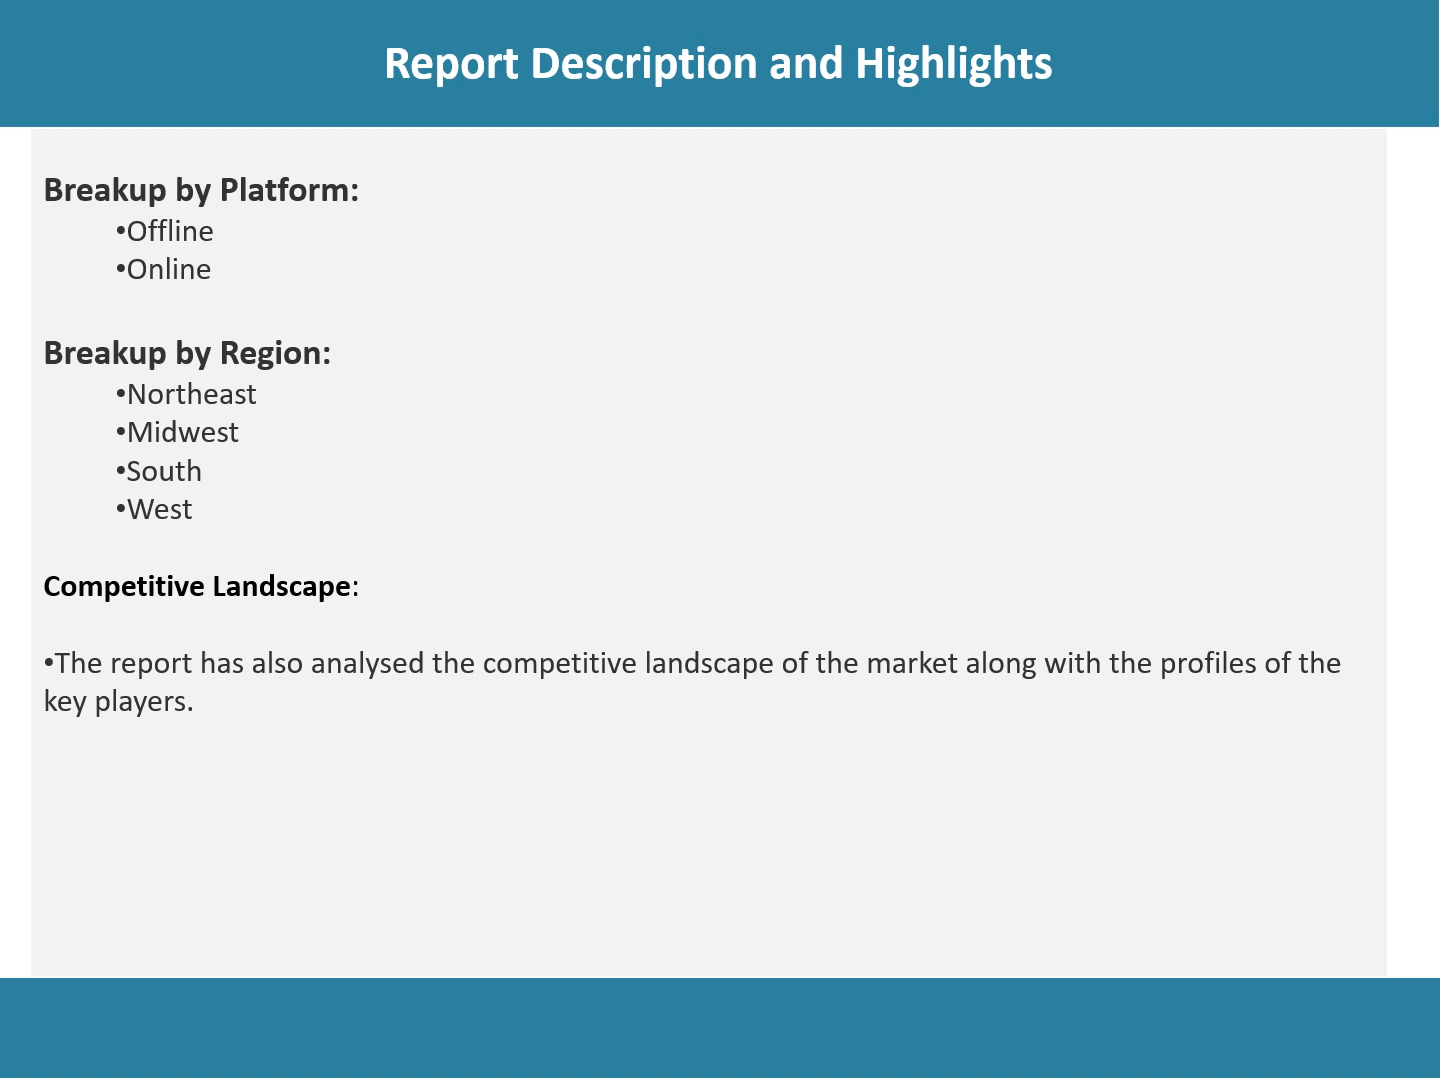 Report Description and Highlights
Breakup by Platform:
•Offline
•Online
Breakup by Region:
•Northeast
•Midwest
•South
•West
Competitive Landscape:
•The report has also analysed the competitive landscape of the market along with the profiles of the
key players.